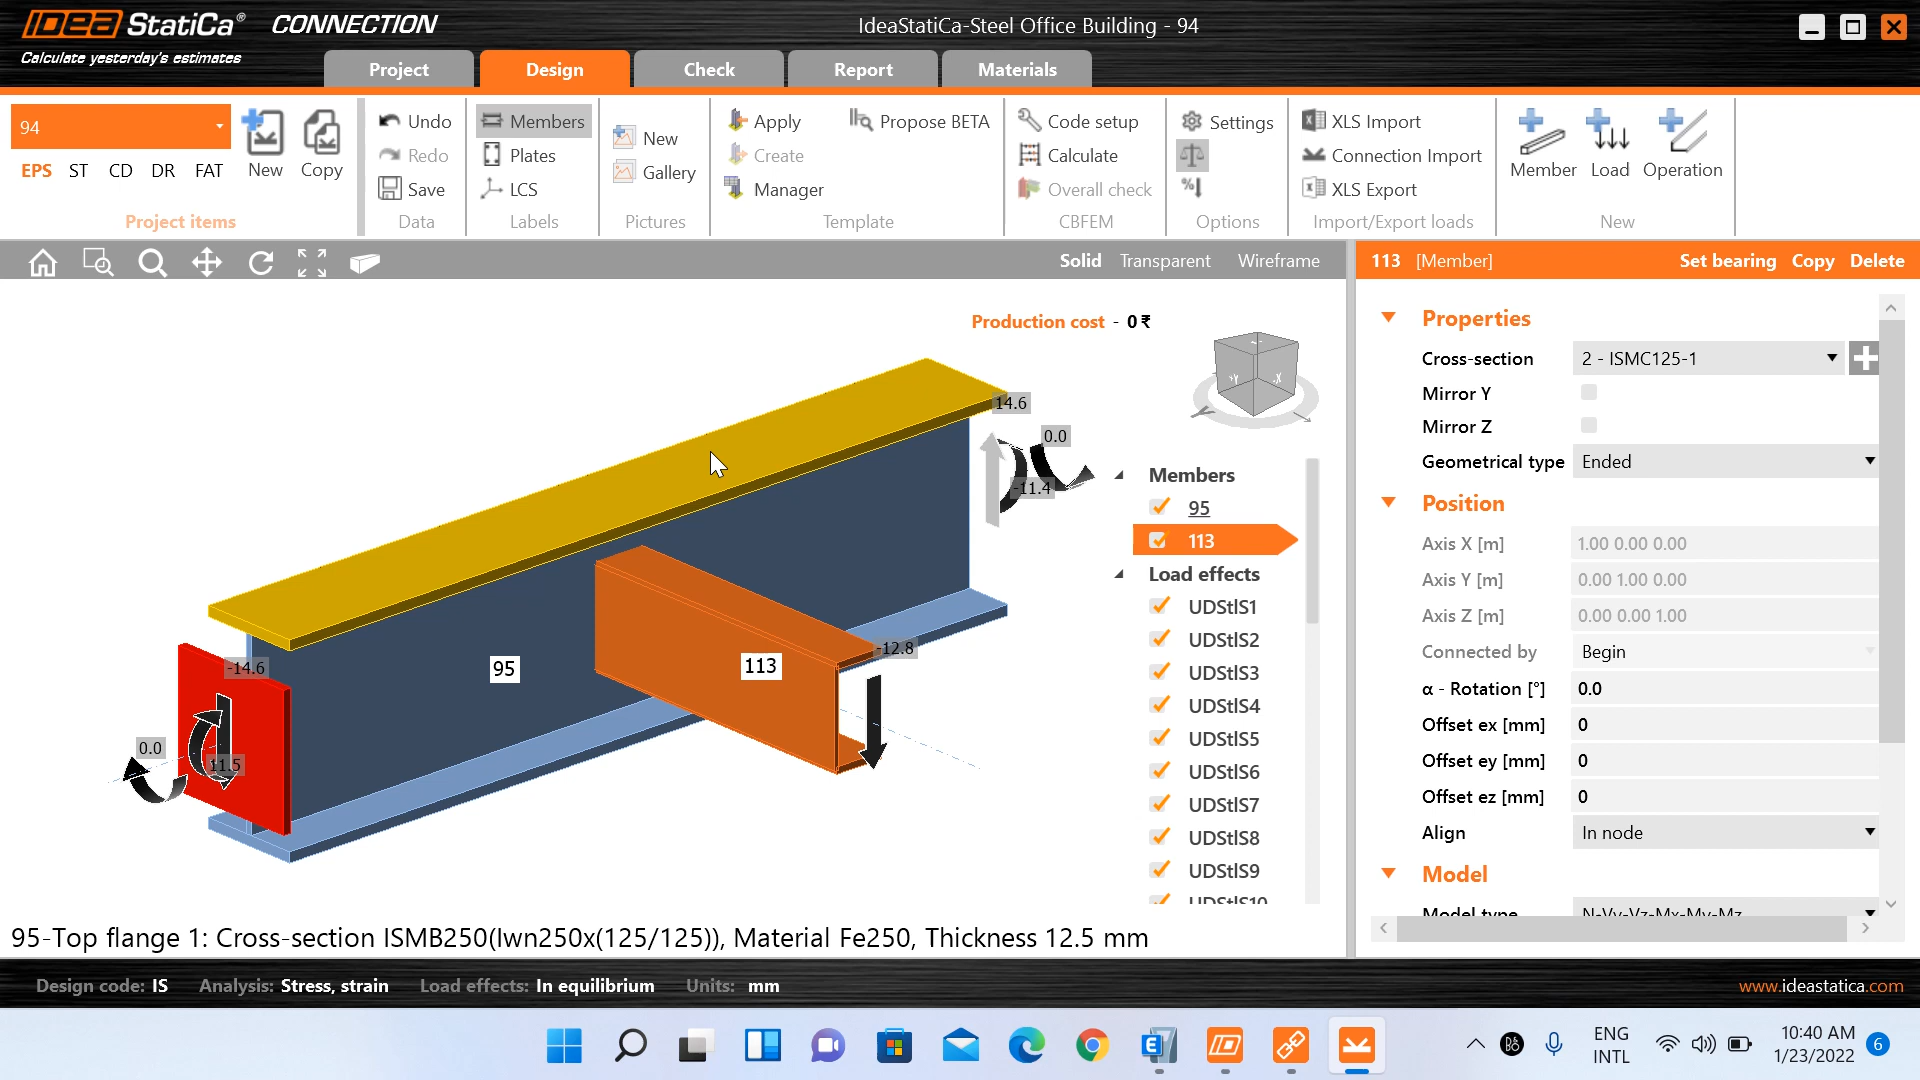 IDEA StatiCa® CONNECTION
Calculate yesterday's estimates
IdeaStatiCa-Steel Office Building - 94
Project Design Check Report Materials
94
EPS ST CD DR FAT
New Copy
Project items
Undo
Redo
Save
Data
Members
Plates
LCS
Labels
New
Gallery
Pictures
Apply
Create
Manager
Propose BETA
Template
Code setup
Calculate
Overall check
CBFEM
Settings
Options
XLS Import
Connection Import
XLS Export
Import/Export loads
Member Load Operation
New
Solid Transparent Wireframe
113 [Member] Set bearing Copy Delete
Production cost - 0 ₹
14.6
0.0
-11.4
-12.8
95
113
-14.6
0.0
11.5
Members
95
113
Load effects
UDStlS1
UDStlS2
UDStlS3
UDStlS4
UDStlS5
UDStlS6
UDStlS7
UDStlS8
UDStlS9
UDStlS10
Properties
Cross-section 2 - ISMC125-1
Mirror Y
Mirror Z
Geometrical type Ended
Position
Axis X [m] 1.00 0.00 0.00
Axis Y [m] 0.00 1.00 0.00
Axis Z [m] 0.00 0.00 1.00
Connected by Begin
α - Rotation [°] 0.0
Offset ex [mm] 0
Offset ey [mm] 0
Offset ez [mm] 0
Align In node
Model
Model type N-Vy-Vz-Mx-My-Mz
95-Top flange 1: Cross-section ISMB250(Iwn250x(125/125)), Material Fe250, Thickness 12.5 mm
Design code: IS Analysis: Stress, strain Load effects: In equilibrium Units: mm
www.ideastatica.com
ENG
INTL
10:40 AM
1/23/2022
6